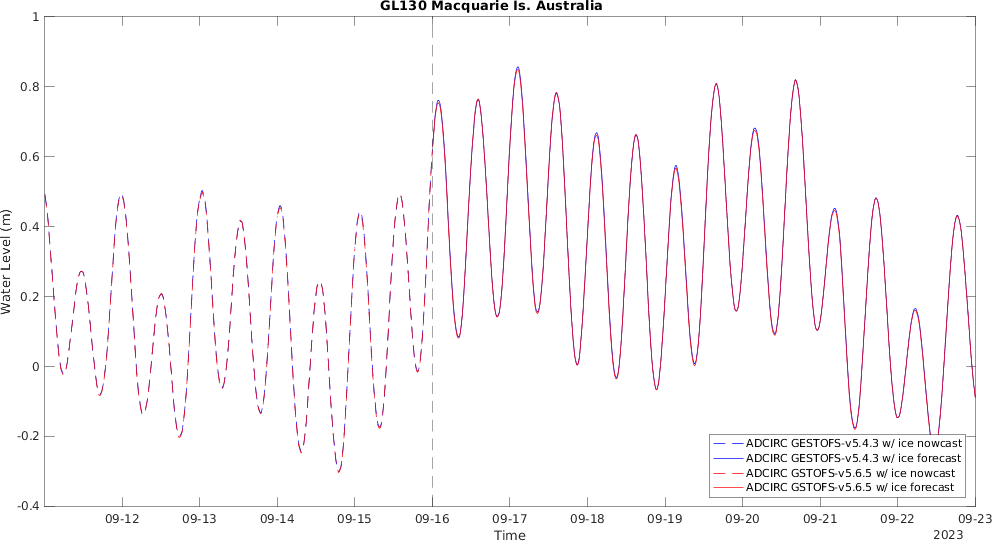 GL130 Macquarie Is. Australia
1
0.8
0.6
0.4
0.2
0
-0.2
-0.4
Water Level (m)
ADCIRC GESTOFS-v5.4.3 w/ ice nowcast
ADCIRC GESTOFS-v5.4.3 w/ ice forecast
ADCIRC GSTOFS-v5.6.5 w/ ice nowcast
ADCIRC GSTOFS-v5.6.5 w/ ice forecast
09-12 09-13 09-14 09-15 09-16 09-17 09-18 09-19 09-20 09-21 09-22 09-23
Time
2023